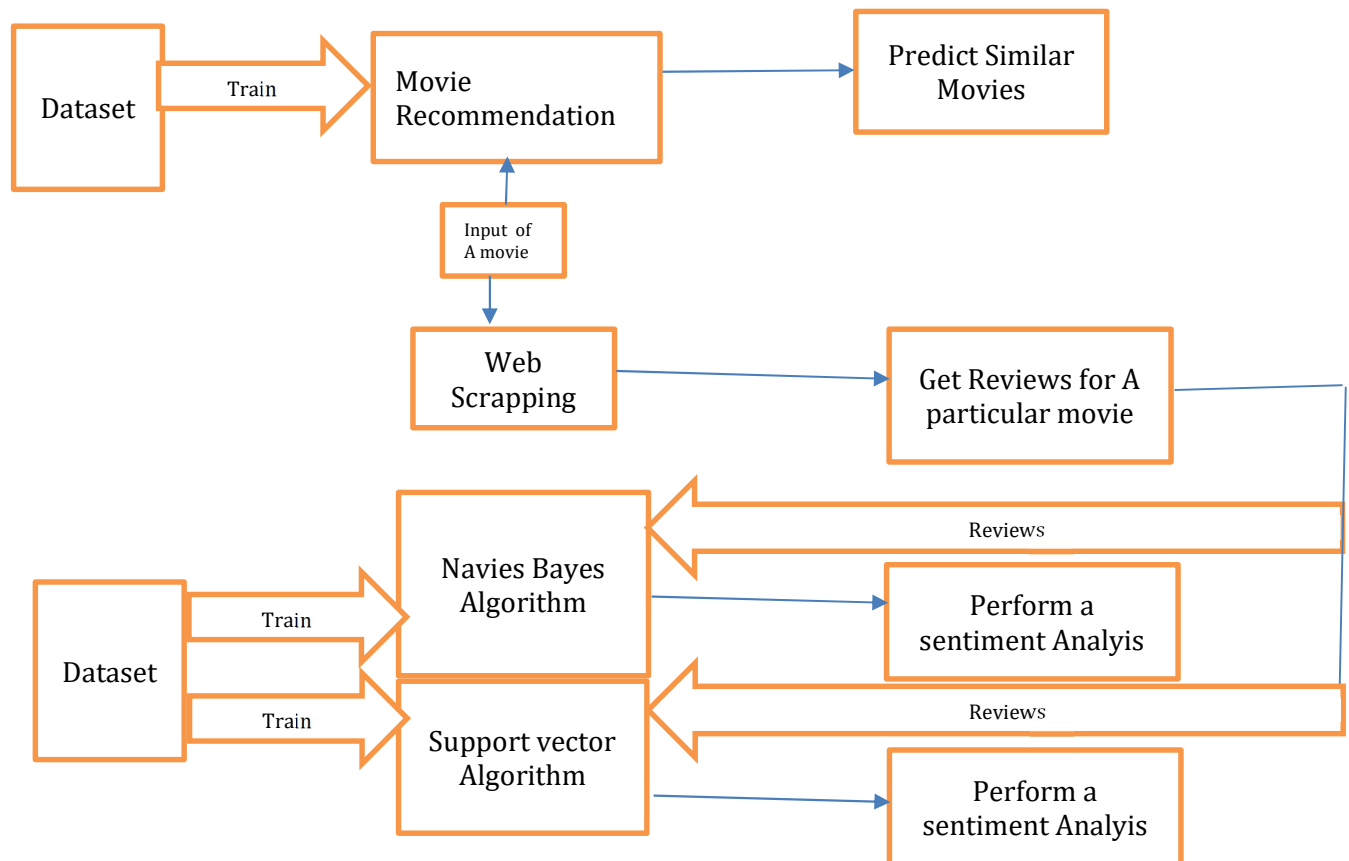 Dataset
Train
Movie
Recommendation
Predict Similar
Movies
Input of
A movie
Web
Scrapping
Get Reviews for A
particular movie
Reviews
Navies Bayes
Algorithm
Train
Perform a
sentiment Analyis
Dataset
Train
Reviews
Support vector
Algorithm
Perform a
sentiment Analyis